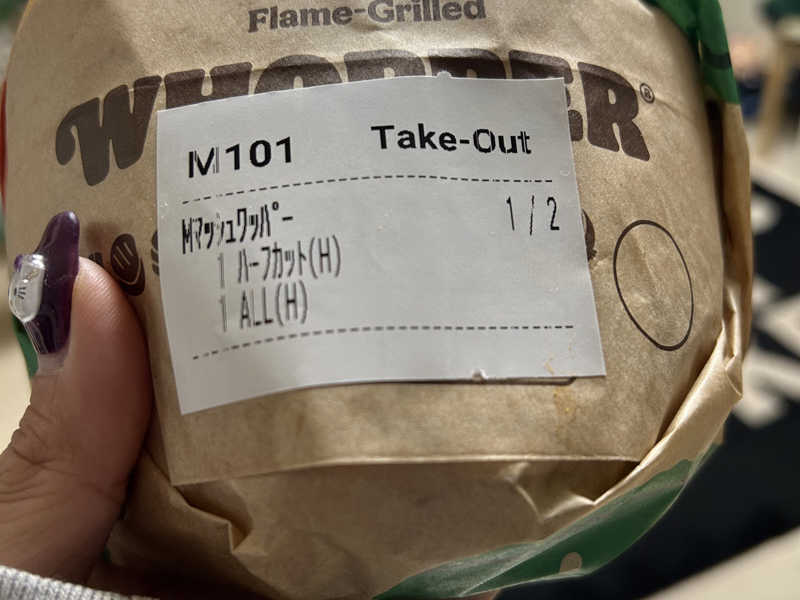 Flame-Grilled
WHOPPER®
M101 Take-Out
Mマッシュワッパー 1/2
1 ハーフカット(H)
1 ALL(H)